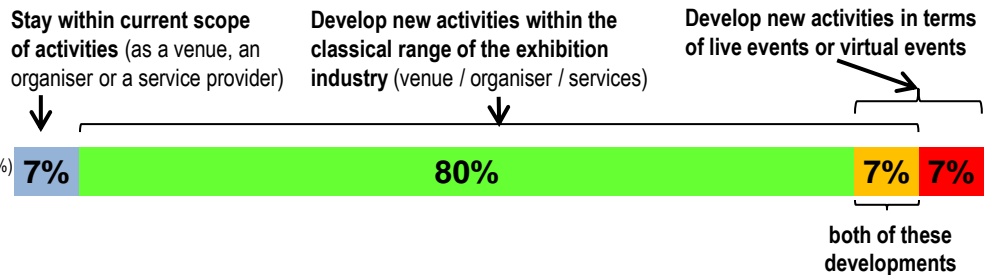 Stay within current scope
of activities (as a venue, an
organiser or a service provider)
Develop new activities within the
classical range of the exhibition
industry (venue / organiser / services)
Develop new activities in terms
of live events or virtual events
%)
7%
80%
7%
7%
both of these
developments